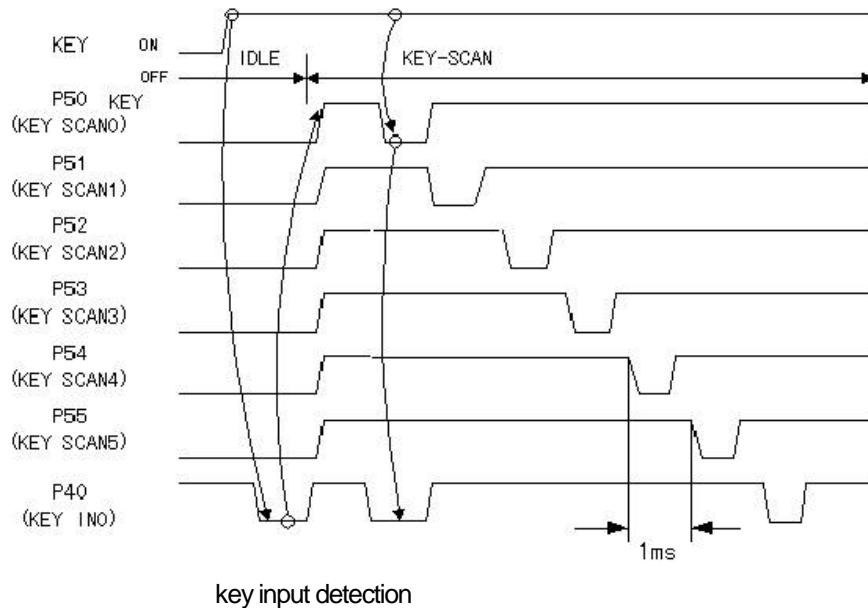 KEY ON
IDLE KEY-SCAN
OFF
P50 KEY
(KEY SCAN0)
P51
(KEY SCAN1)
P52
(KEY SCAN2)
P53
(KEY SCAN3)
P54
(KEY SCAN4)
P55
(KEY SCAN5)
P40
(KEY IN0)
1ms
key input detection